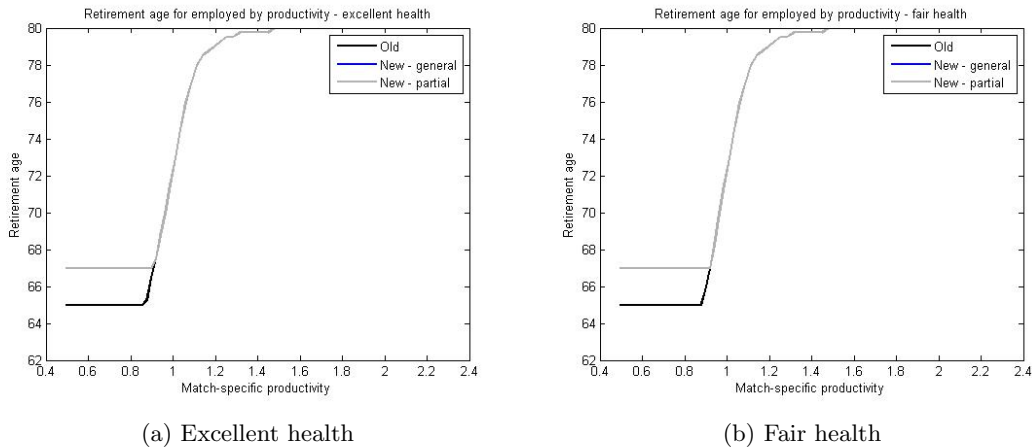 Retirement age for employed by productivity - excellent health
80
78
76
74
72
70
68
66
64
62
Retirement age
Old
New - general
New - partial
0.4 0.6 0.8 1 1.2 1.4 1.6 1.8 2 2.2 2.4
Match-specific productivity
(a) Excellent health
Retirement age for employed by productivity - fair health
80
78
76
74
72
70
68
66
64
62
Retirement age
Old
New - general
New - partial
0.4 0.6 0.8 1 1.2 1.4 1.6 1.8 2 2.2 2.4
Match-specific productivity
(b) Fair health